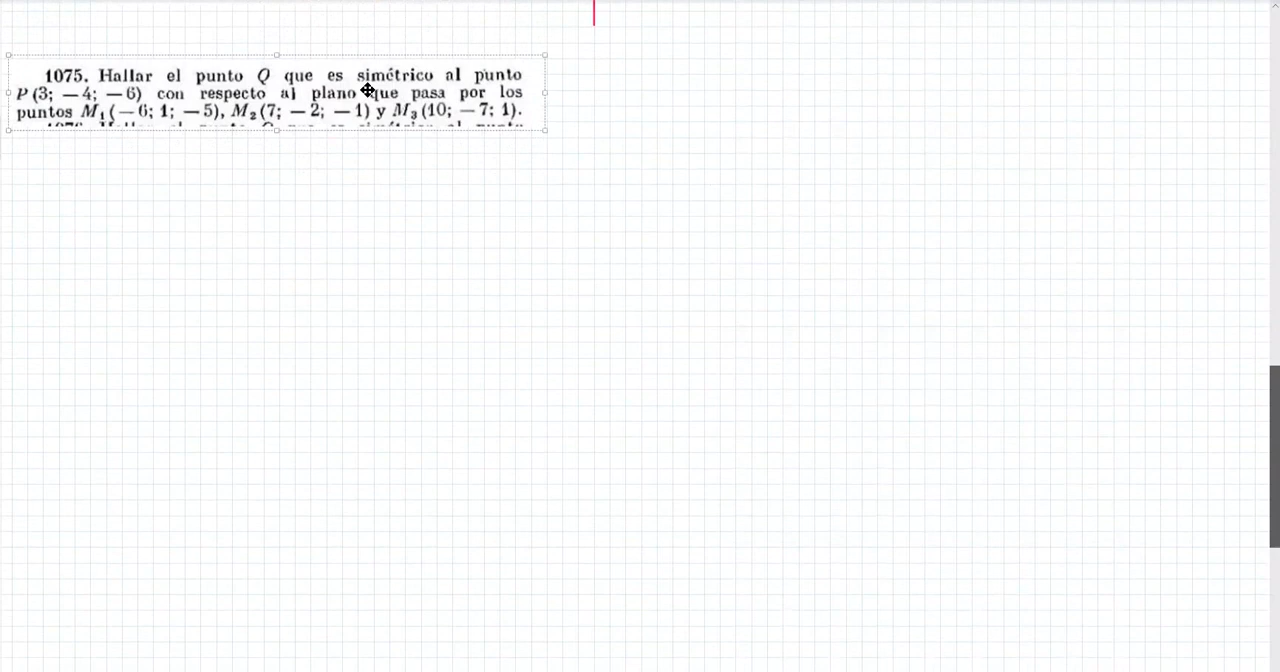 1075. Hallar el punto Q que es simétrico al punto
P (3; — 4; — 6) con respecto al plano que pasa por los
puntos M₁ (— 6; 1; — 5), M₂ (7; — 2; — 1) y M₃ (10; — 7; 1).